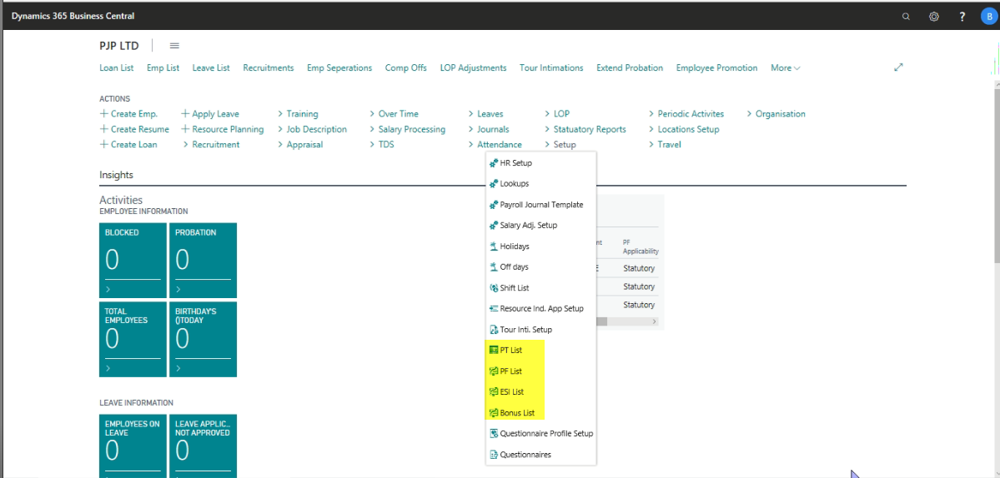 Dynamics 365 Business Central
B
PJP LTD
Loan List Emp List Leave List Recruitments Emp Seperations Comp Offs LOP Adjustments Tour Intimations Extend Probation Employee Promotion More
ACTIONS
+ Create Emp. + Apply Leave > Training > Over Time > Leaves > LOP > Periodic Activites > Organisation
+ Create Resume + Resource Planning > Job Description > Salary Processing > Journals > Statuatory Reports > Locations Setup
+ Create Loan > Recruitment > Appraisal > TDS > Attendance > Setup > Travel
HR Setup
Lookups
Payroll Journal Template
Salary Adj. Setup
Holidays
Off days
Shift List
Resource Ind. App Setup
Tour Inti. Setup
PT List
PF List
ESI List
Bonus List
Questionnaire Profile Setup
Questionnaires
Insights
Activities
EMPLOYEE INFORMATION
BLOCKED PROBATION
0 0
TOTAL BIRTHDAY'S
EMPLOYEES ()TODAY
0 0
nt PF
Applicability
E Statutory
Statutory
Statutory
LEAVE INFORMATION
EMPLOYEES ON LEAVE APPLIC...
LEAVE NOT APPROVED
0 0